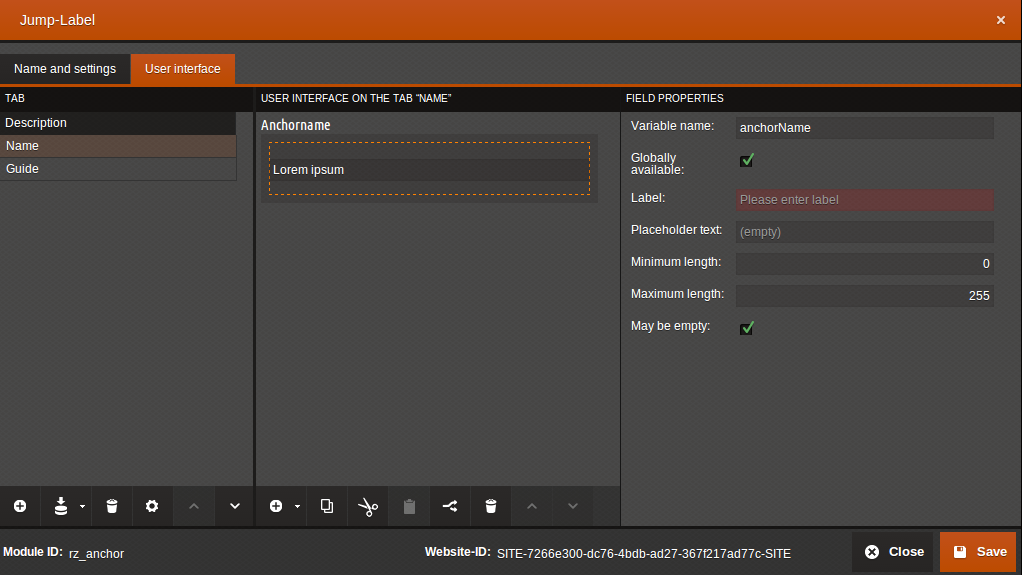 Jump-Label
Name and settings
User interface
TAB
USER INTERFACE ON THE TAB “NAME”
FIELD PROPERTIES
Description
Name
Guide
Anchorname
Lorem ipsum
Variable name: anchorName
Globally
available:
Label: Please enter label
Placeholder text: (empty)
Minimum length: 0
Maximum length: 255
May be empty:
Module ID: rz_anchor
Website-ID: SITE-7266e300-dc76-4bdb-ad27-367f217ad77c-SITE
Close
Save